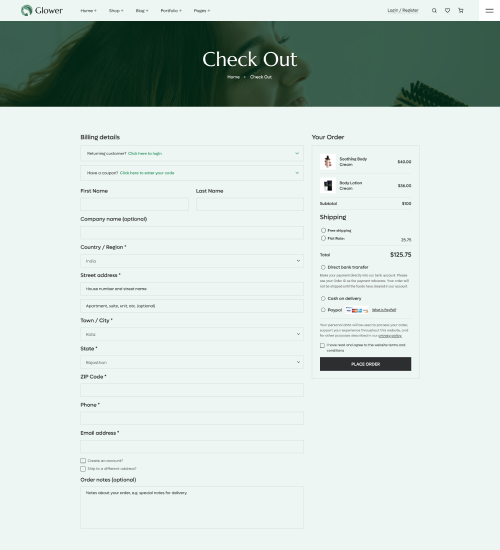 Glower
Home +
Shop +
Blog +
Portfolio +
Pages +
Login / Register
Check Out
Home
Check Out
Billing details
Returning customer? Click here to login
Have a coupon? Click here to enter your code
First Name
Last Name
Company name (optional)
Country / Region *
India
Street address *
House number and street name
Apartment, suite, unit, etc. (optional)
Town / City *
Kota
State *
Rajasthan
ZIP Code *
Phone *
Email address *
Create an account?
Ship to a different address?
Order notes (optional)
Notes about your order, e.g. special notes for delivery.
Your Order
Soothing Body
Cream
$40.00
Body Lotion
Cream
$36.00
Subtotal
$100
Shipping
Free shipping
Flat Rate:
25.75
Total
$125.75
Direct bank transfer
Make your payment directly into our bank account. Please
use your Order ID as the payment reference. Your order will
not be shipped until the funds have cleared in our account.
Cash on delivery
Paypal
What is PayPal?
Your personal data will be used to process your order,
support your experience throughout this website, and
for other purposes described in our privacy policy.
I have read and agree to the website terms and
conditions
PLACE ORDER